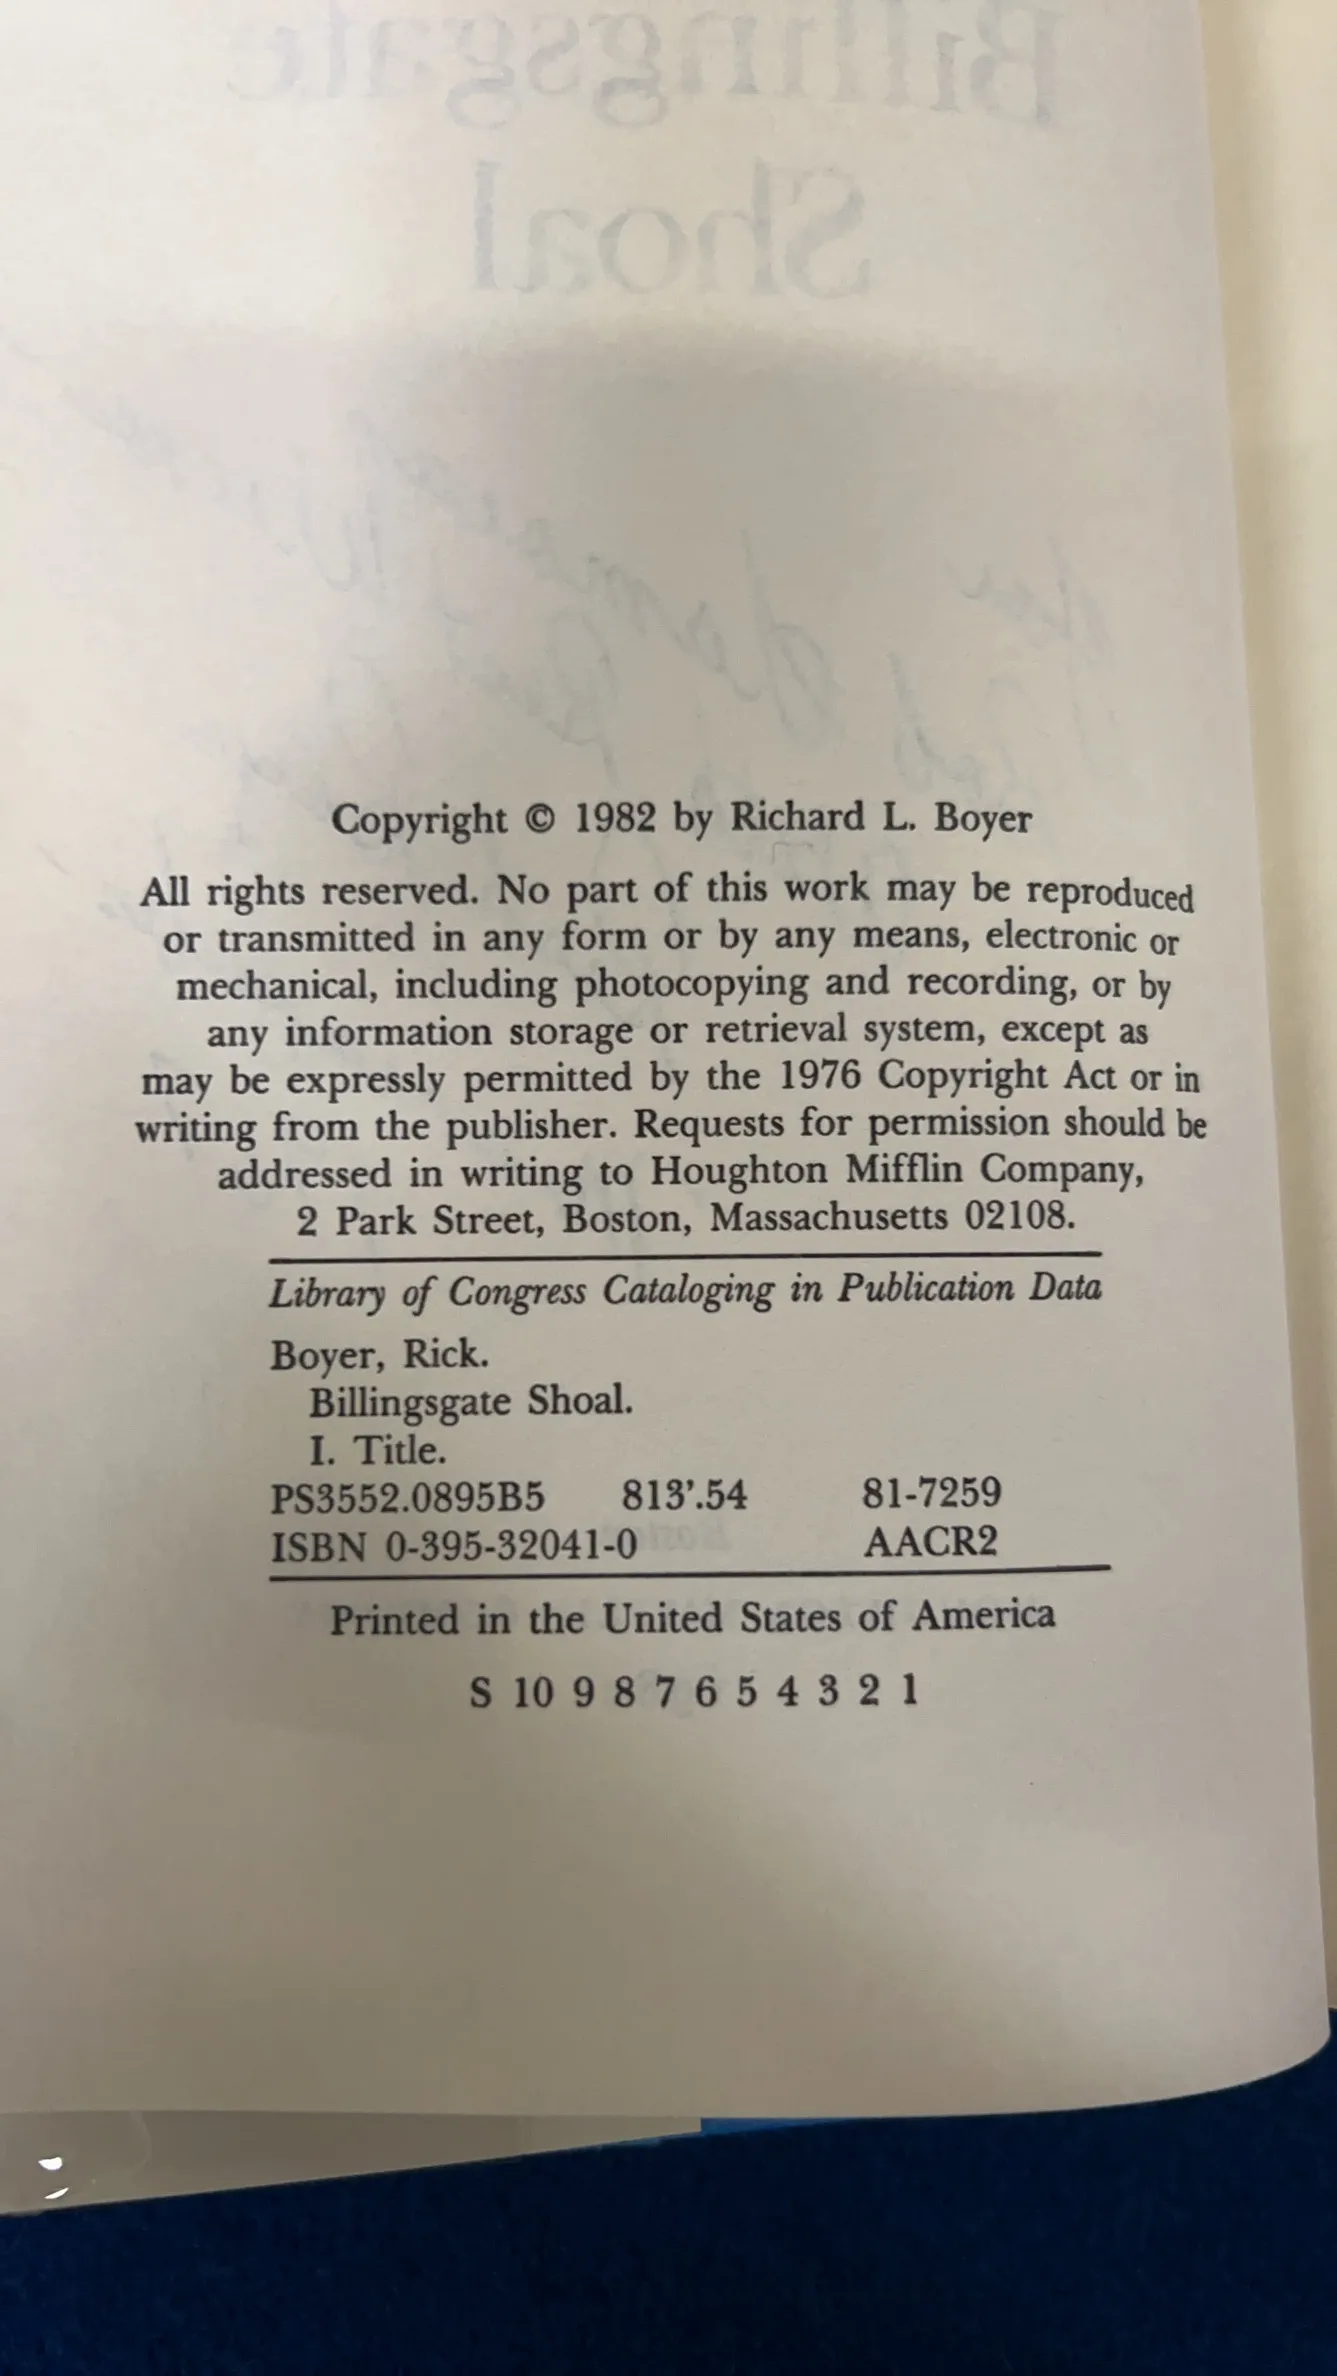 Billingsgate
Shoal
Copyright © 1982 by Richard L. Boyer
All rights reserved. No part of this work may be reproduced
or transmitted in any form or by any means, electronic or
mechanical, including photocopying and recording, or by
any information storage or retrieval system, except as
may be expressly permitted by the 1976 Copyright Act or in
writing from the publisher. Requests for permission should be
addressed in writing to Houghton Mifflin Company,
2 Park Street, Boston, Massachusetts 02108.
Library of Congress Cataloging in Publication Data
Boyer, Rick.
Billingsgate Shoal.
I. Title.
PS3552.0895B5 813’.54 81-7259
ISBN 0-395-32041-0 AACR2
Printed in the United States of America
S 10 9 8 7 6 5 4 3 2 1